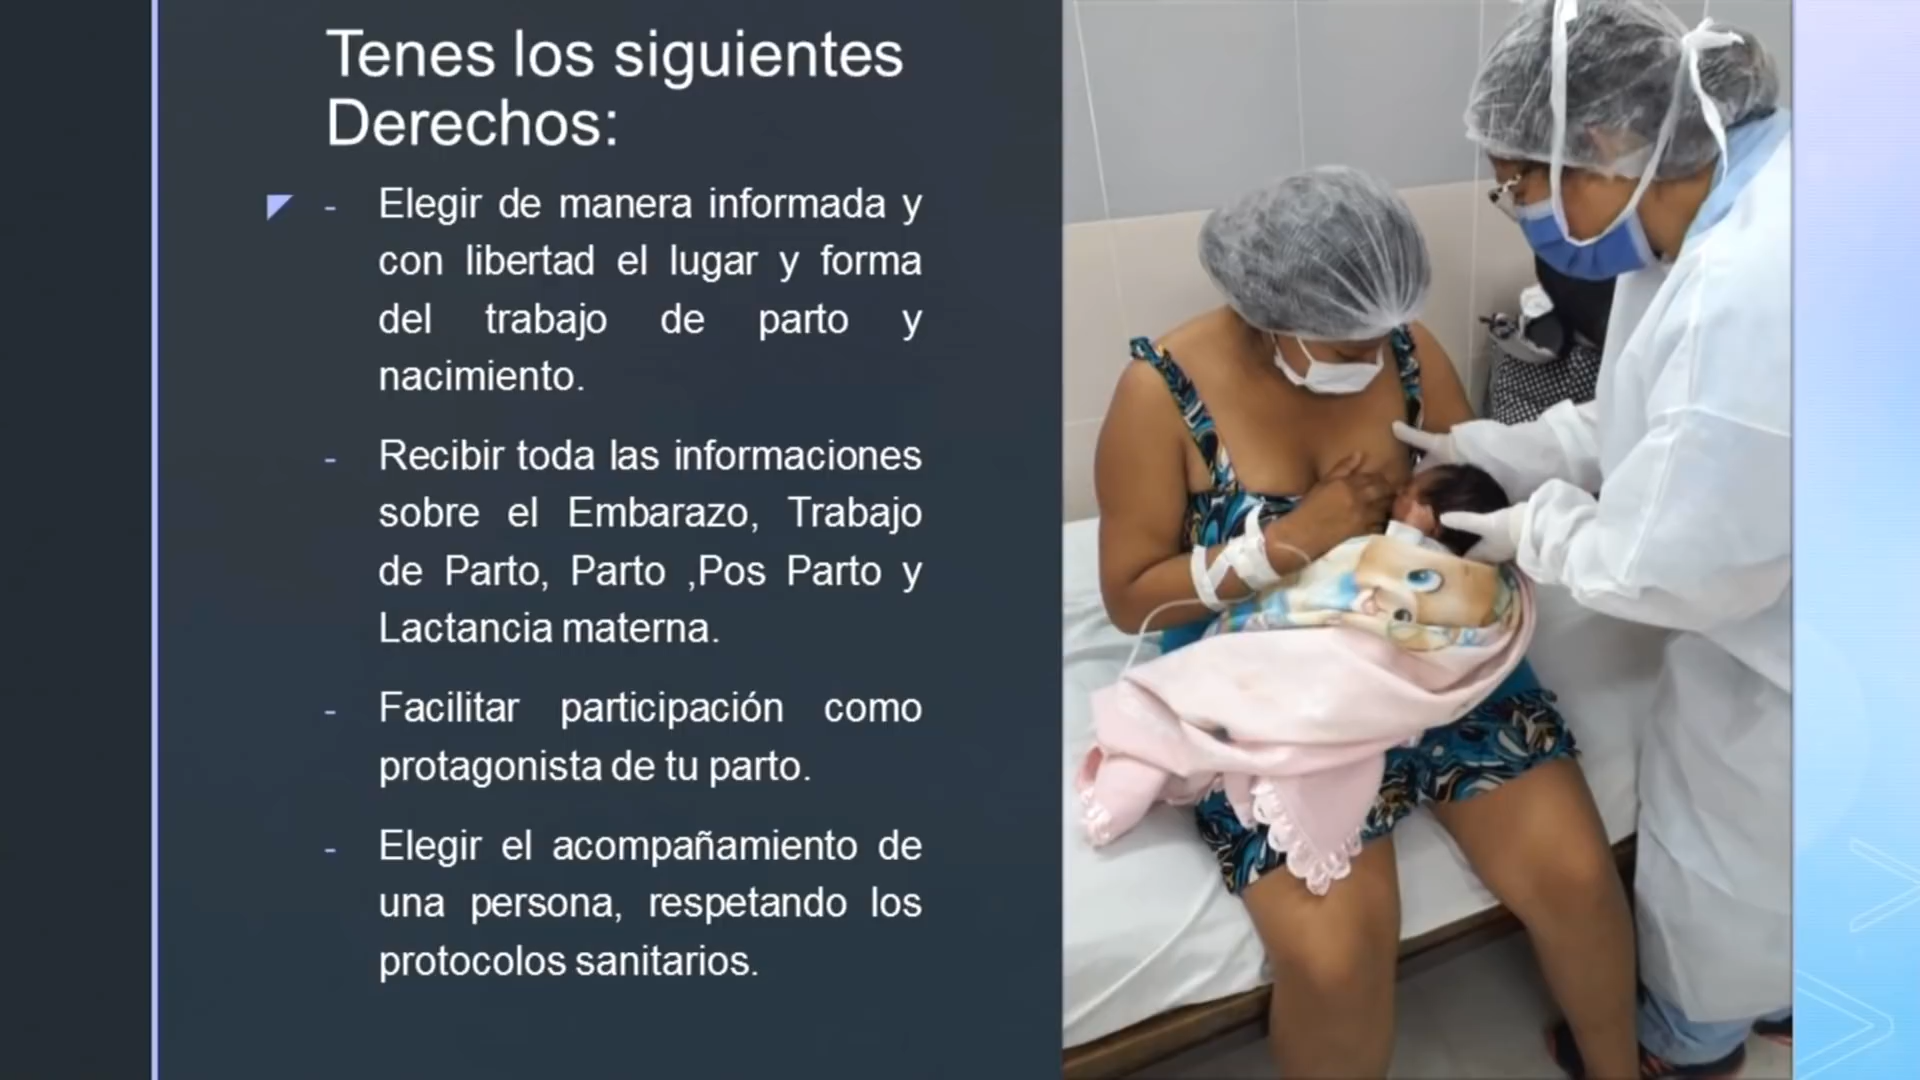 Tenes los siguientes
Derechos:
- Elegir de manera informada y
con libertad el lugar y forma
del trabajo de parto y
nacimiento.
- Recibir toda las informaciones
sobre el Embarazo, Trabajo
de Parto, Parto ,Pos Parto y
Lactancia materna.
- Facilitar participación como
protagonista de tu parto.
- Elegir el acompañamiento de
una persona, respetando los
protocolos sanitarios.